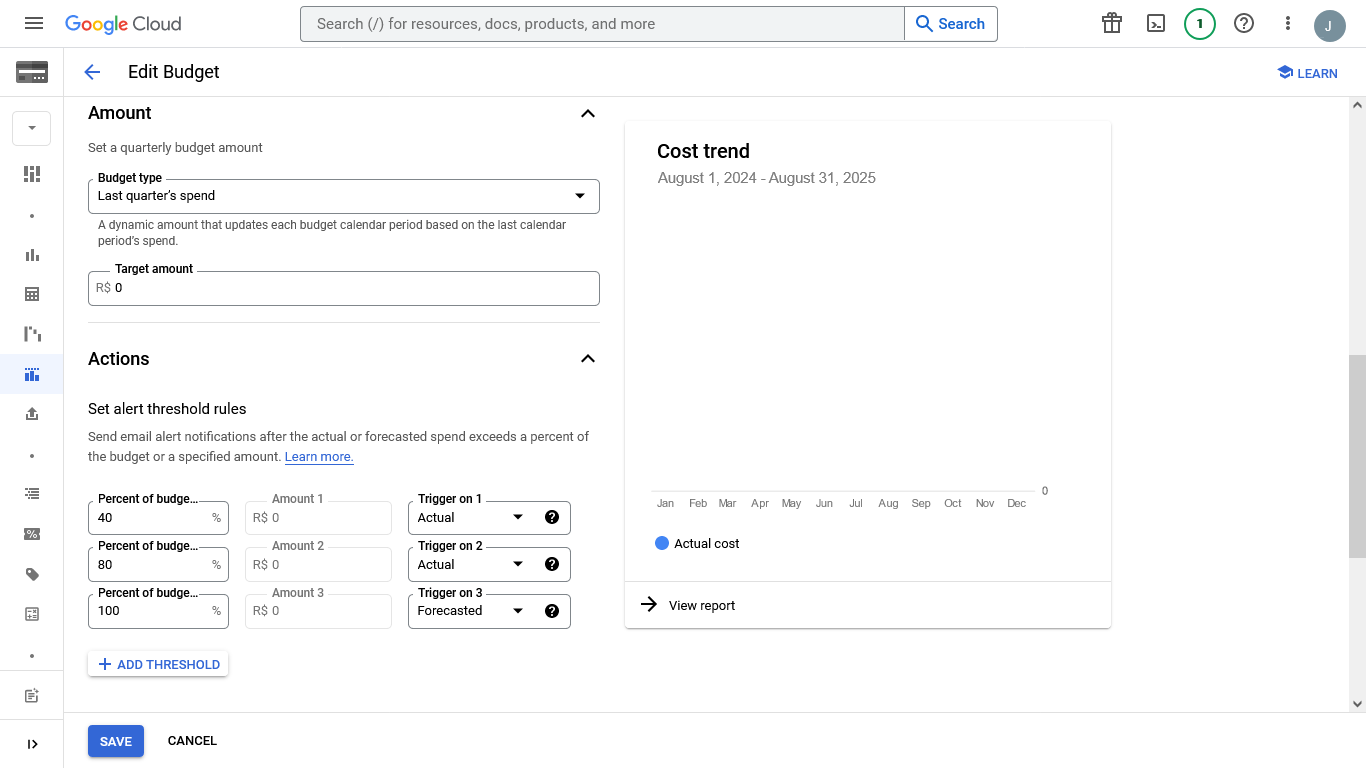 Google Cloud
Search (/) for resources, docs, products, and more
Search
1
J
Edit Budget
LEARN
Amount
Set a quarterly budget amount
Budget type
Last quarter's spend
A dynamic amount that updates each budget calendar period based on the last calendar
period's spend.
Target amount
R$ 0
Actions
Set alert threshold rules
Send email alert notifications after the actual or forecasted spend exceeds a percent of
the budget or a specified amount. Learn more.
Percent of budge... Amount 1 Trigger on 1
40 % R$ 0 Actual
Percent of budge... Amount 2 Trigger on 2
80 % R$ 0 Actual
Percent of budge... Amount 3 Trigger on 3
100 % R$ 0 Forecasted
ADD THRESHOLD
SAVE CANCEL
Cost trend
August 1, 2024 - August 31, 2025
0
Jan Feb Mar Apr May Jun Jul Aug Sep Oct Nov Dec
Actual cost
View report